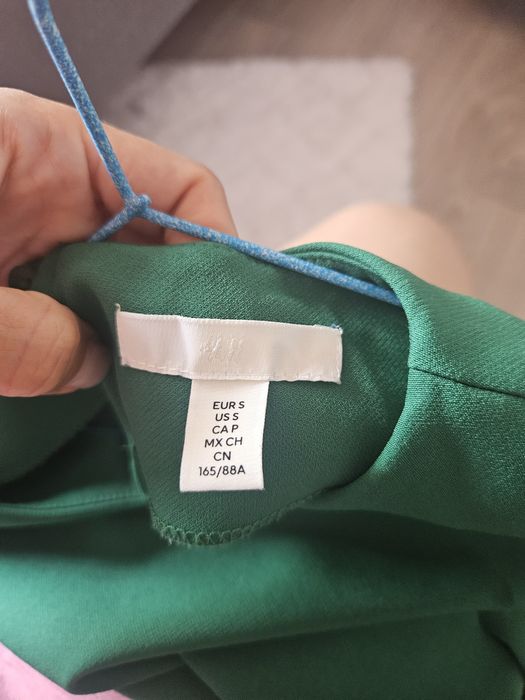 H&M
EUR S
US S
CA P
MX CH
CN
165/88A